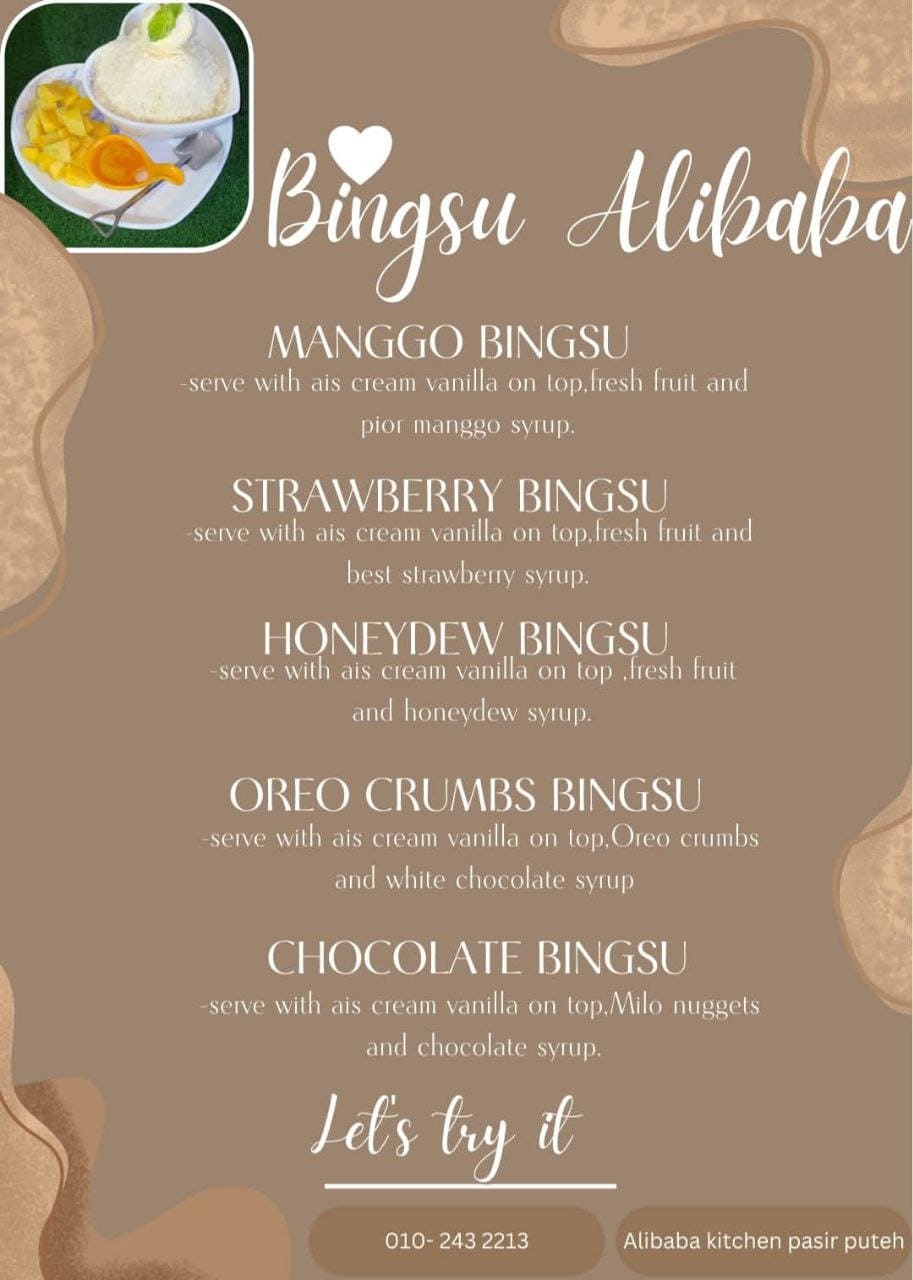 Bingsu Alibaba
MANGGO BINGSU
-serve with ais cream vanilla on top,fresh fruit and
pior manggo syrup.
STRAWBERRY BINGSU
-serve with ais cream vanilla on top,fresh fruit and
best strawberry syrup.
HONEYDEW BINGSU
-serve with ais cream vanilla on top ,fresh fruit
and honeydew syrup.
OREO CRUMBS BINGSU
-serve with ais cream vanilla on top,Oreo crumbs
and white chocolate syrup
CHOCOLATE BINGSU
-serve with ais cream vanilla on top,Milo nuggets
and chocolate syrup.
Let's try it
010- 243 2213
Alibaba kitchen pasir puteh